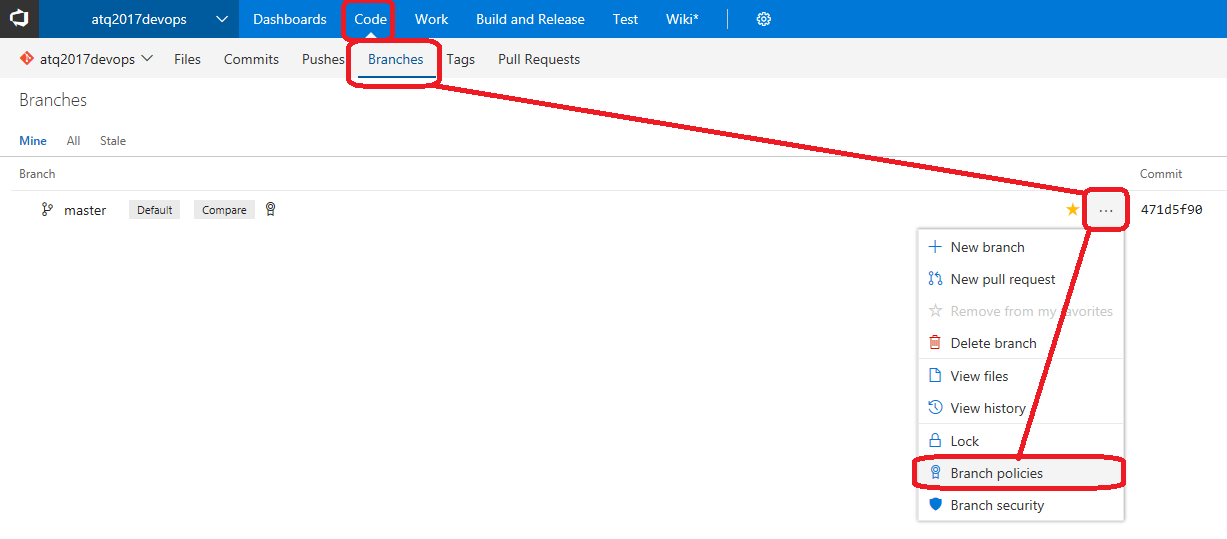 atq2017devops Dashboards Code Work Build and Release Test Wiki*
atq2017devops Files Commits Pushes Branches Tags Pull Requests
Branches
Mine All Stale
Branch Commit
master Default Compare ... 471d5f90
New branch
New pull request
Remove from my favorites
Delete branch
View files
View history
Lock
Branch policies
Branch security